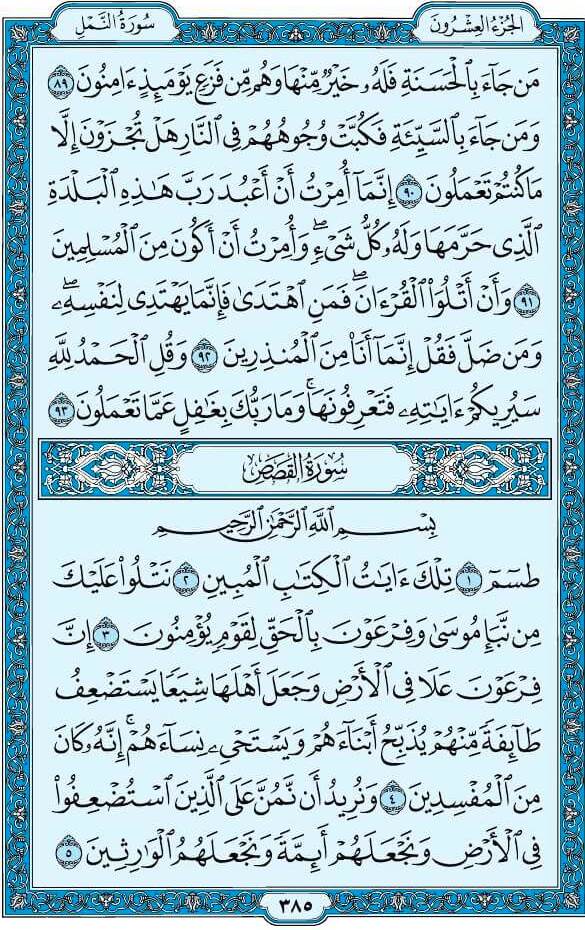 الجُزْءُ العِشْرُونَ
سُورَةُ النَّمْلِ
مَن جَآءَ بِٱلْحَسَنَةِ فَلَهُۥ خَيْرٌ مِّنْهَا وَهُم مِّن فَزَعٍ يَوْمَئِذٍ ءَامِنُونَ ٨٩
وَمَن جَآءَ بِٱلسَّيِّئَةِ فَكُبَّتْ وُجُوهُهُمْ فِى ٱلنَّارِ هَلْ تُجْزَوْنَ إِلَّا
مَا كُنتُمْ تَعْمَلُونَ ٩٠ إِنَّمَآ أُمِرْتُ أَنْ أَعْبُدَ رَبَّ هَٰذِهِ ٱلْبَلْدَةِ
ٱلَّذِى حَرَّمَهَا وَلَهُۥ كُلُّ شَىْءٍ ۖ وَأُمِرْتُ أَنْ أَكُونَ مِنَ ٱلْمُسْلِمِينَ
٩١ وَأَنْ أَتْلُوَا۟ ٱلْقُرْءَانَ ۖ فَمَنِ ٱهْتَدَىٰ فَإِنَّمَا يَهْتَدِى لِنَفْسِهِۦ ۖ
وَمَن ضَلَّ فَقُلْ إِنَّمَآ أَنَا۠ مِنَ ٱلْمُنذِرِينَ ٩٢ وَقُلِ ٱلْحَمْدُ لِلَّهِ
سَيُرِيكُمْ ءَايَٰتِهِۦ فَتَعْرِفُونَهَا ۚ وَمَا رَبُّكَ بِغَٰفِلٍ عَمَّا تَعْمَلُونَ ٩٣
سُورَةُ القَصَصِ
بِسْمِ ٱللَّهِ ٱلرَّحْمَٰنِ ٱلرَّحِيمِ
طسٓمٓ ١ تِلْكَ ءَايَٰتُ ٱلْكِتَٰبِ ٱلْمُبِينِ ٢ نَتْلُوا۟ عَلَيْكَ
مِن نَّبَإِ مُوسَىٰ وَفِرْعَوْنَ بِٱلْحَقِّ لِقَوْمٍ يُؤْمِنُونَ ٣ إِنَّ
فِرْعَوْنَ عَلَا فِى ٱلْأَرْضِ وَجَعَلَ أَهْلَهَا شِيَعًا يَسْتَضْعِفُ
طَآئِفَةً مِّنْهُمْ يُذَبِّحُ أَبْنَآءَهُمْ وَيَسْتَحْىِۦ نِسَآءَهُمْ ۚ إِنَّهُۥ كَانَ
مِنَ ٱلْمُفْسِدِينَ ٤ وَنُرِيدُ أَن نَّمُنَّ عَلَى ٱلَّذِينَ ٱسْتُضْعِفُوا۟
فِى ٱلْأَرْضِ وَنَجْعَلَهُمْ أَئِمَّةً وَنَجْعَلَهُمُ ٱلْوَٰرِثِينَ ٥
٣٨٥